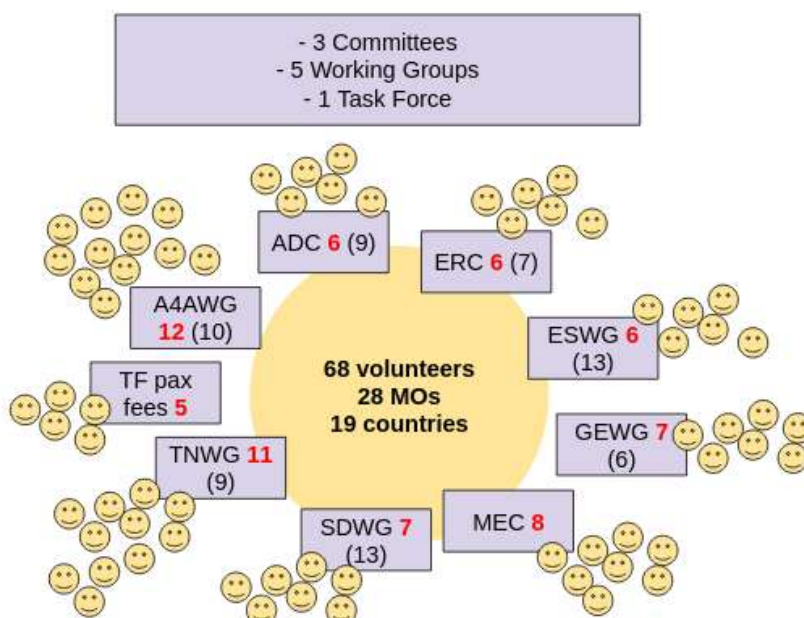 - 3 Committees
- 5 Working Groups
- 1 Task Force
ADC 6 (9)
ERC 6 (7)
A4AWG
12 (10)
ESWG 6
(13)
68 volunteers
28 MOs
19 countries
TF pax
fees 5
GEWG 7
(6)
TNWG 11
(9)
SDWG 7
(13)
MEC 8